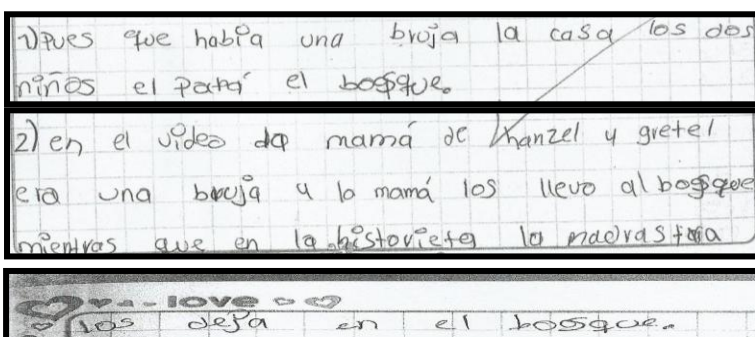 1) Pues que había una bruja la casa los dos
niños el Papá el bosque.
2) en el video la mamá de Hanzel y gretel
era una bruja y la mamá los llevo al bosque
mientras que en la historieta la madrastra
love
los deja en el bosque.